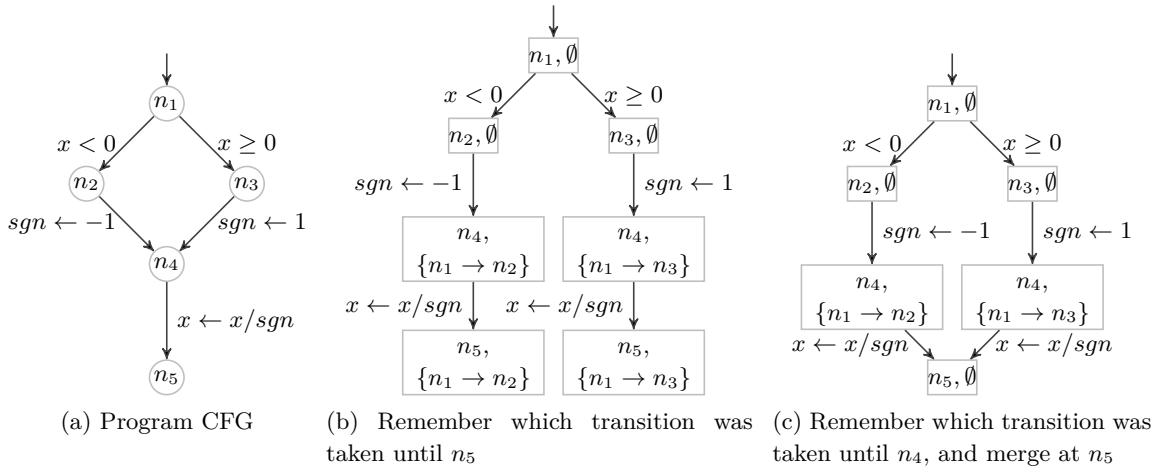 n₁
x < 0
x ≥ 0
n₂
n₃
sgn ← −1
sgn ← 1
n₄
x ← x/sgn
n₅
(a) Program CFG
n₁, ∅
x < 0
x ≥ 0
n₂, ∅
n₃, ∅
sgn ← −1
sgn ← 1
n₄,
{n₁ → n₂}
n₄,
{n₁ → n₃}
x ← x/sgn
x ← x/sgn
n₅,
{n₁ → n₂}
n₅,
{n₁ → n₃}
(b) Remember which transition was
taken until n₅
n₁, ∅
x < 0
x ≥ 0
n₂, ∅
n₃, ∅
sgn ← −1
sgn ← 1
n₄,
{n₁ → n₂}
n₄,
{n₁ → n₃}
x ← x/sgn
x ← x/sgn
n₅, ∅
(c) Remember which transition was
taken until n₄, and merge at n₅